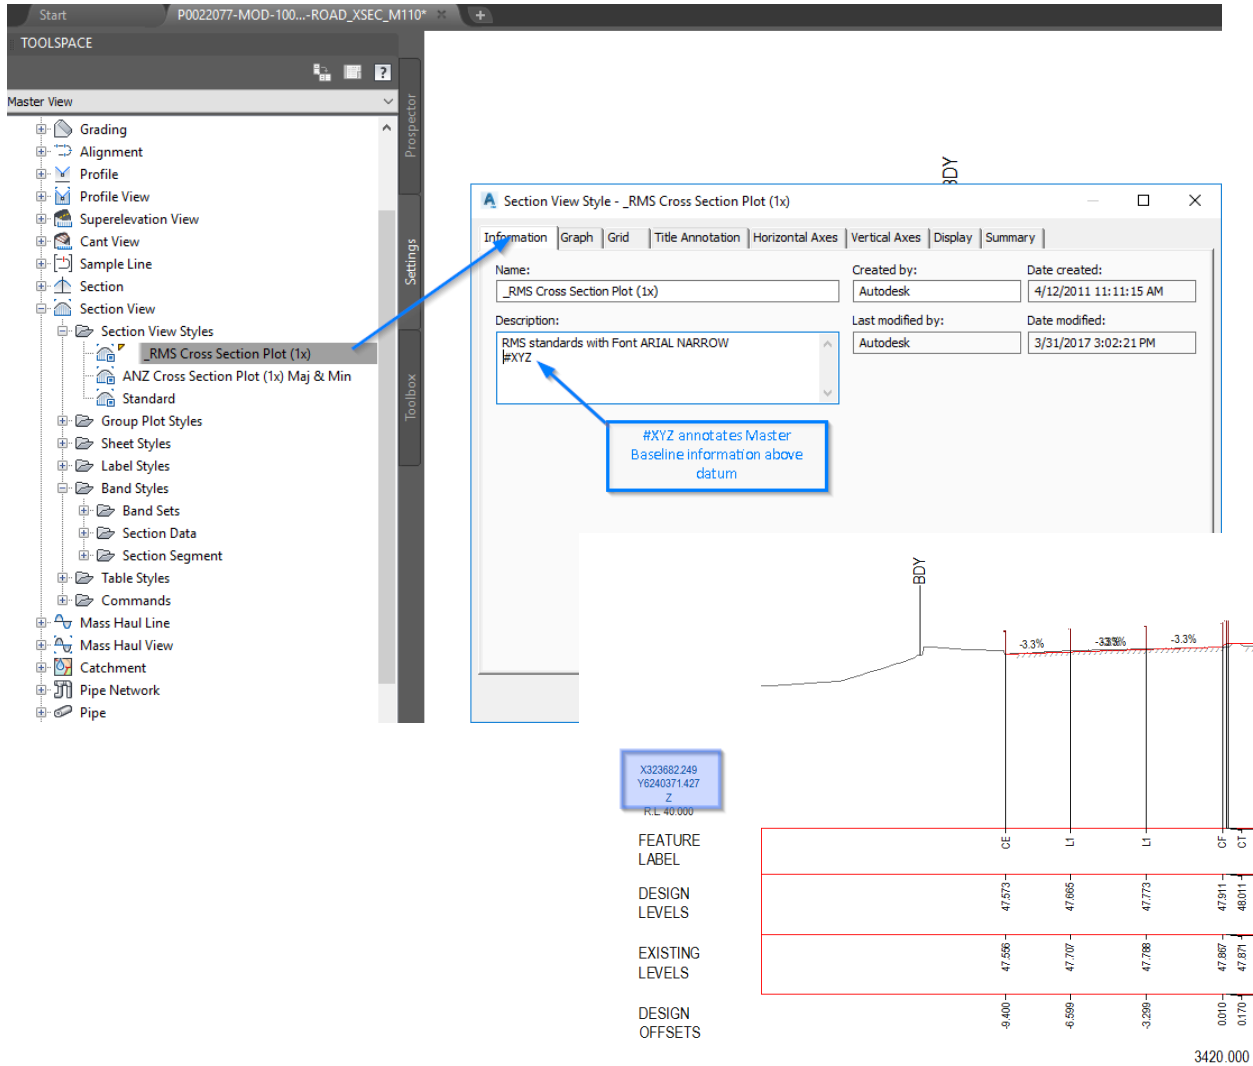 Start
P0022077-MOD-100...-ROAD_XSEC_M110*
TOOLSPACE
?
Master View
Prospector
Settings
Toolbox
Grading
Alignment
Profile
Profile View
Superelevation View
Cant View
Sample Line
Section
Section View
Section View Styles
_RMS Cross Section Plot (1x)
ANZ Cross Section Plot (1x) Maj & Min
Standard
Group Plot Styles
Sheet Styles
Label Styles
Band Styles
Band Sets
Section Data
Section Segment
Table Styles
Commands
Mass Haul Line
Mass Haul View
Catchment
Pipe Network
Pipe
BDY
Section View Style - _RMS Cross Section Plot (1x)
Information Graph Grid Title Annotation Horizontal Axes Vertical Axes Display Summary
Name:
_RMS Cross Section Plot (1x)
Created by:
Autodesk
Date created:
4/12/2011 11:11:15 AM
Description:
RMS standards with Font ARIAL NARROW
#XYZ
Last modified by:
Autodesk
Date modified:
3/31/2017 3:02:21 PM
#XYZ annotates Master
Baseline information above
datum
BDY
-3.3% -3.3%
X323682.249
Y6240371.427
Z
R.L 40.000
FEATURE
LABEL
CE L1 L1 CF CT
DESIGN
LEVELS
47.573 47.665 47.773 47.911 48.011
EXISTING
LEVELS
47.556 47.707 47.788 47.867 47.871
DESIGN
OFFSETS
-9.400 -6.599 -3.299 0.010 0.170
3420.000